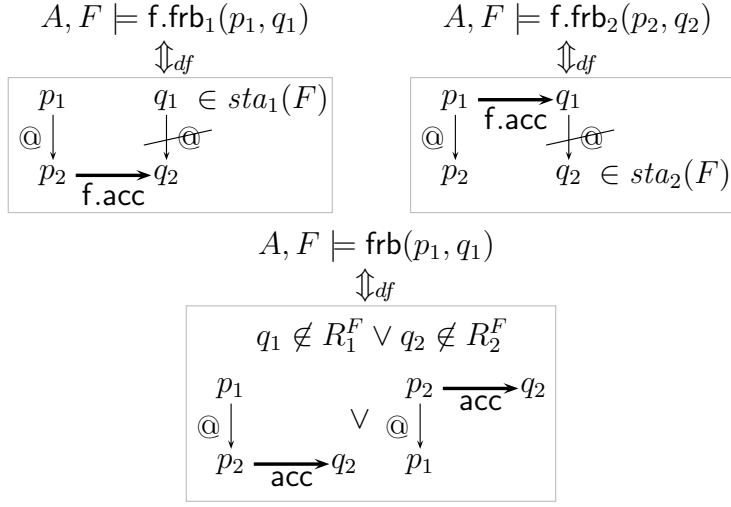 A, F ⊨ f.frb₁(p₁, q₁)
⇕df
p₁ q₁ ∈ sta₁(F)
@ @
p₂ q₂
f.acc
A, F ⊨ f.frb₂(p₂, q₂)
⇕df
p₁ q₁
f.acc
@ @
p₂ q₂ ∈ sta₂(F)
A, F ⊨ frb(p₁, q₁)
⇕df
q₁ ∉ R₁ᶠ ∨ q₂ ∉ R₂ᶠ
p₁ p₂ q₂
acc
@ ∨ @
p₂ q₂ p₁
acc